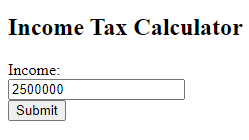 Income Tax Calculator
Income:
2500000
Submit